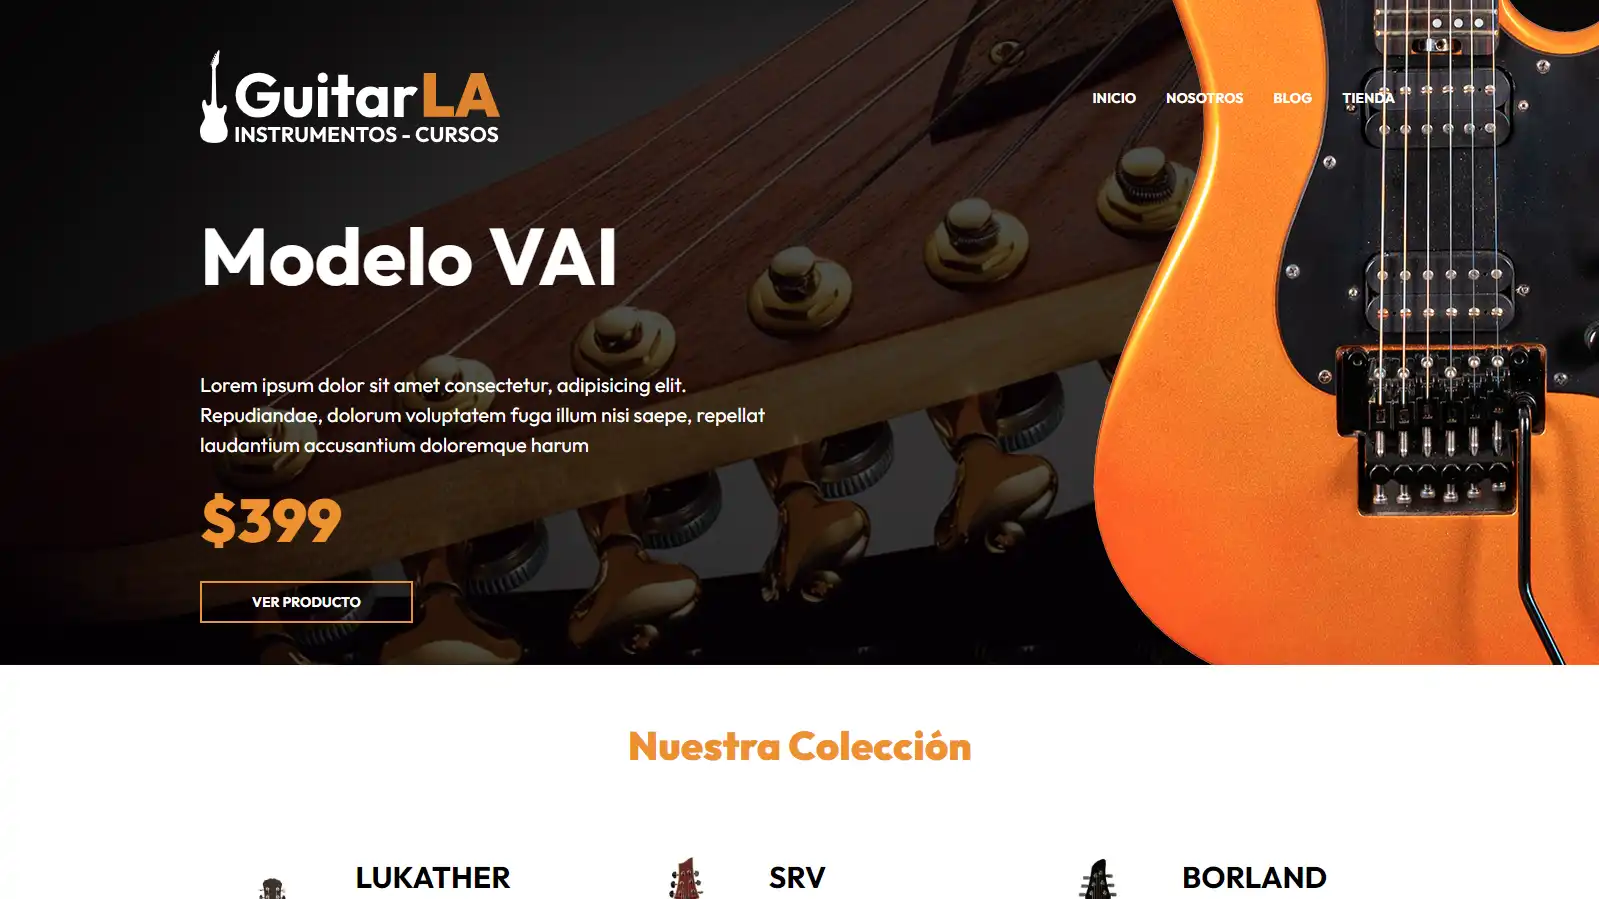 GuitarLA
INSTRUMENTOS - CURSOS
INICIO NOSOTROS BLOG TIENDA
Modelo VAI
Lorem ipsum dolor sit amet consectetur, adipisicing elit.
Repudiandae, dolorum voluptatem fuga illum nisi saepe, repellat
laudantium accusantium doloremque harum
$399
VER PRODUCTO
Nuestra Colección
LUKATHER SRV BORLAND